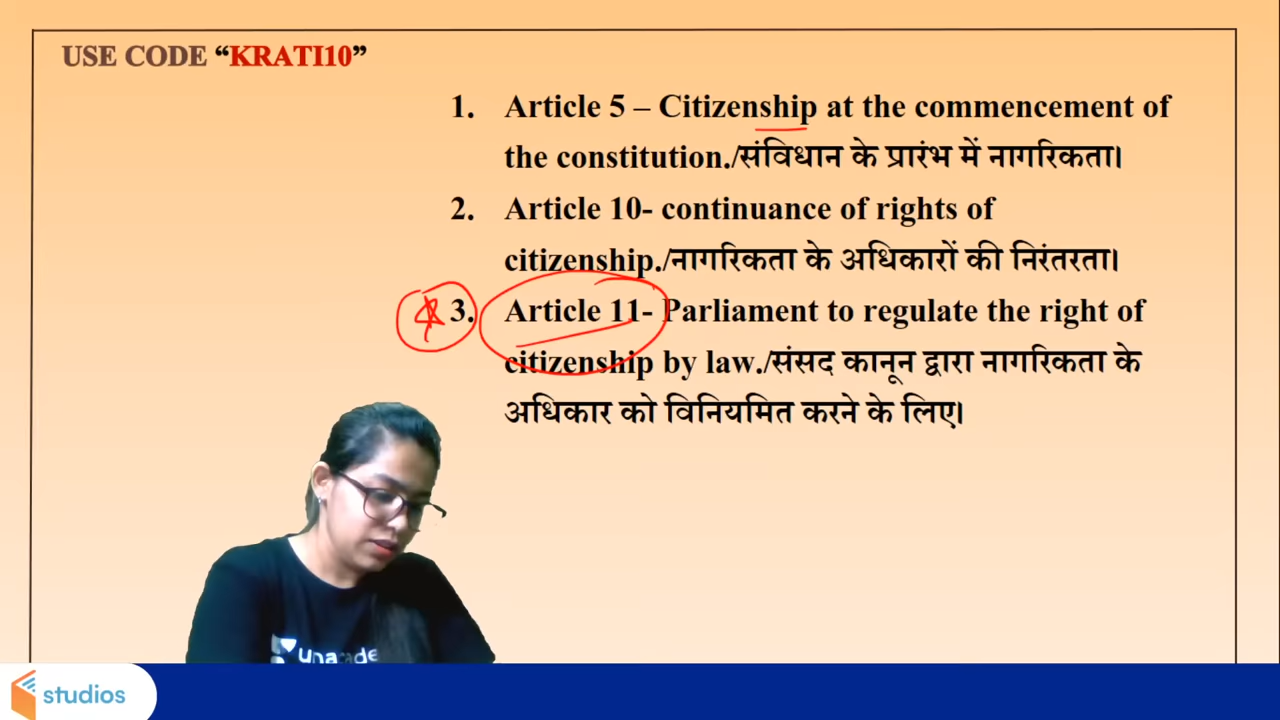 USE CODE “KRATI10”
1. Article 5 – Citizenship at the commencement of
the constitution./संविधान के प्रारंभ में नागरिकता।
2. Article 10- continuance of rights of
citizenship./नागरिकता के अधिकारों की निरंतरता।
3. Article 11- Parliament to regulate the right of
citizenship by law./संसद कानून द्वारा नागरिकता के
अधिकार को विनियमित करने के लिए।
studios